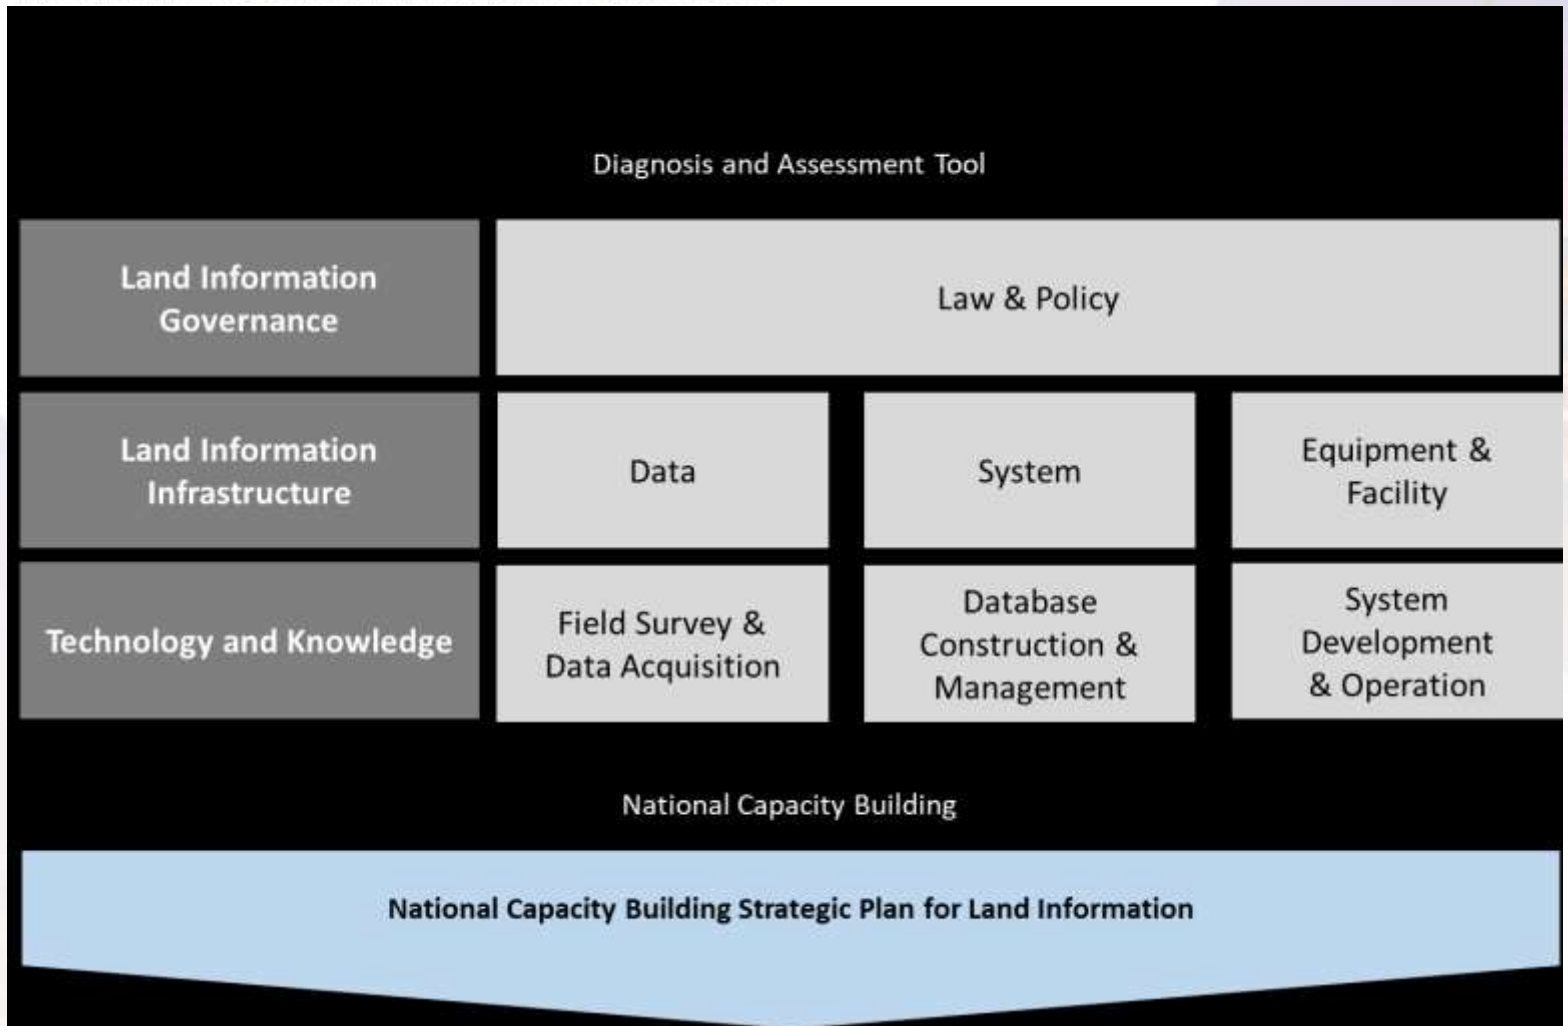 Diagnosis and Assessment Tool
Land Information
Governance
Law & Policy
Land Information
Infrastructure
Data
System
Equipment &
Facility
Technology and Knowledge
Field Survey &
Data Acquisition
Database
Construction &
Management
System
Development
& Operation
National Capacity Building
National Capacity Building Strategic Plan for Land Information